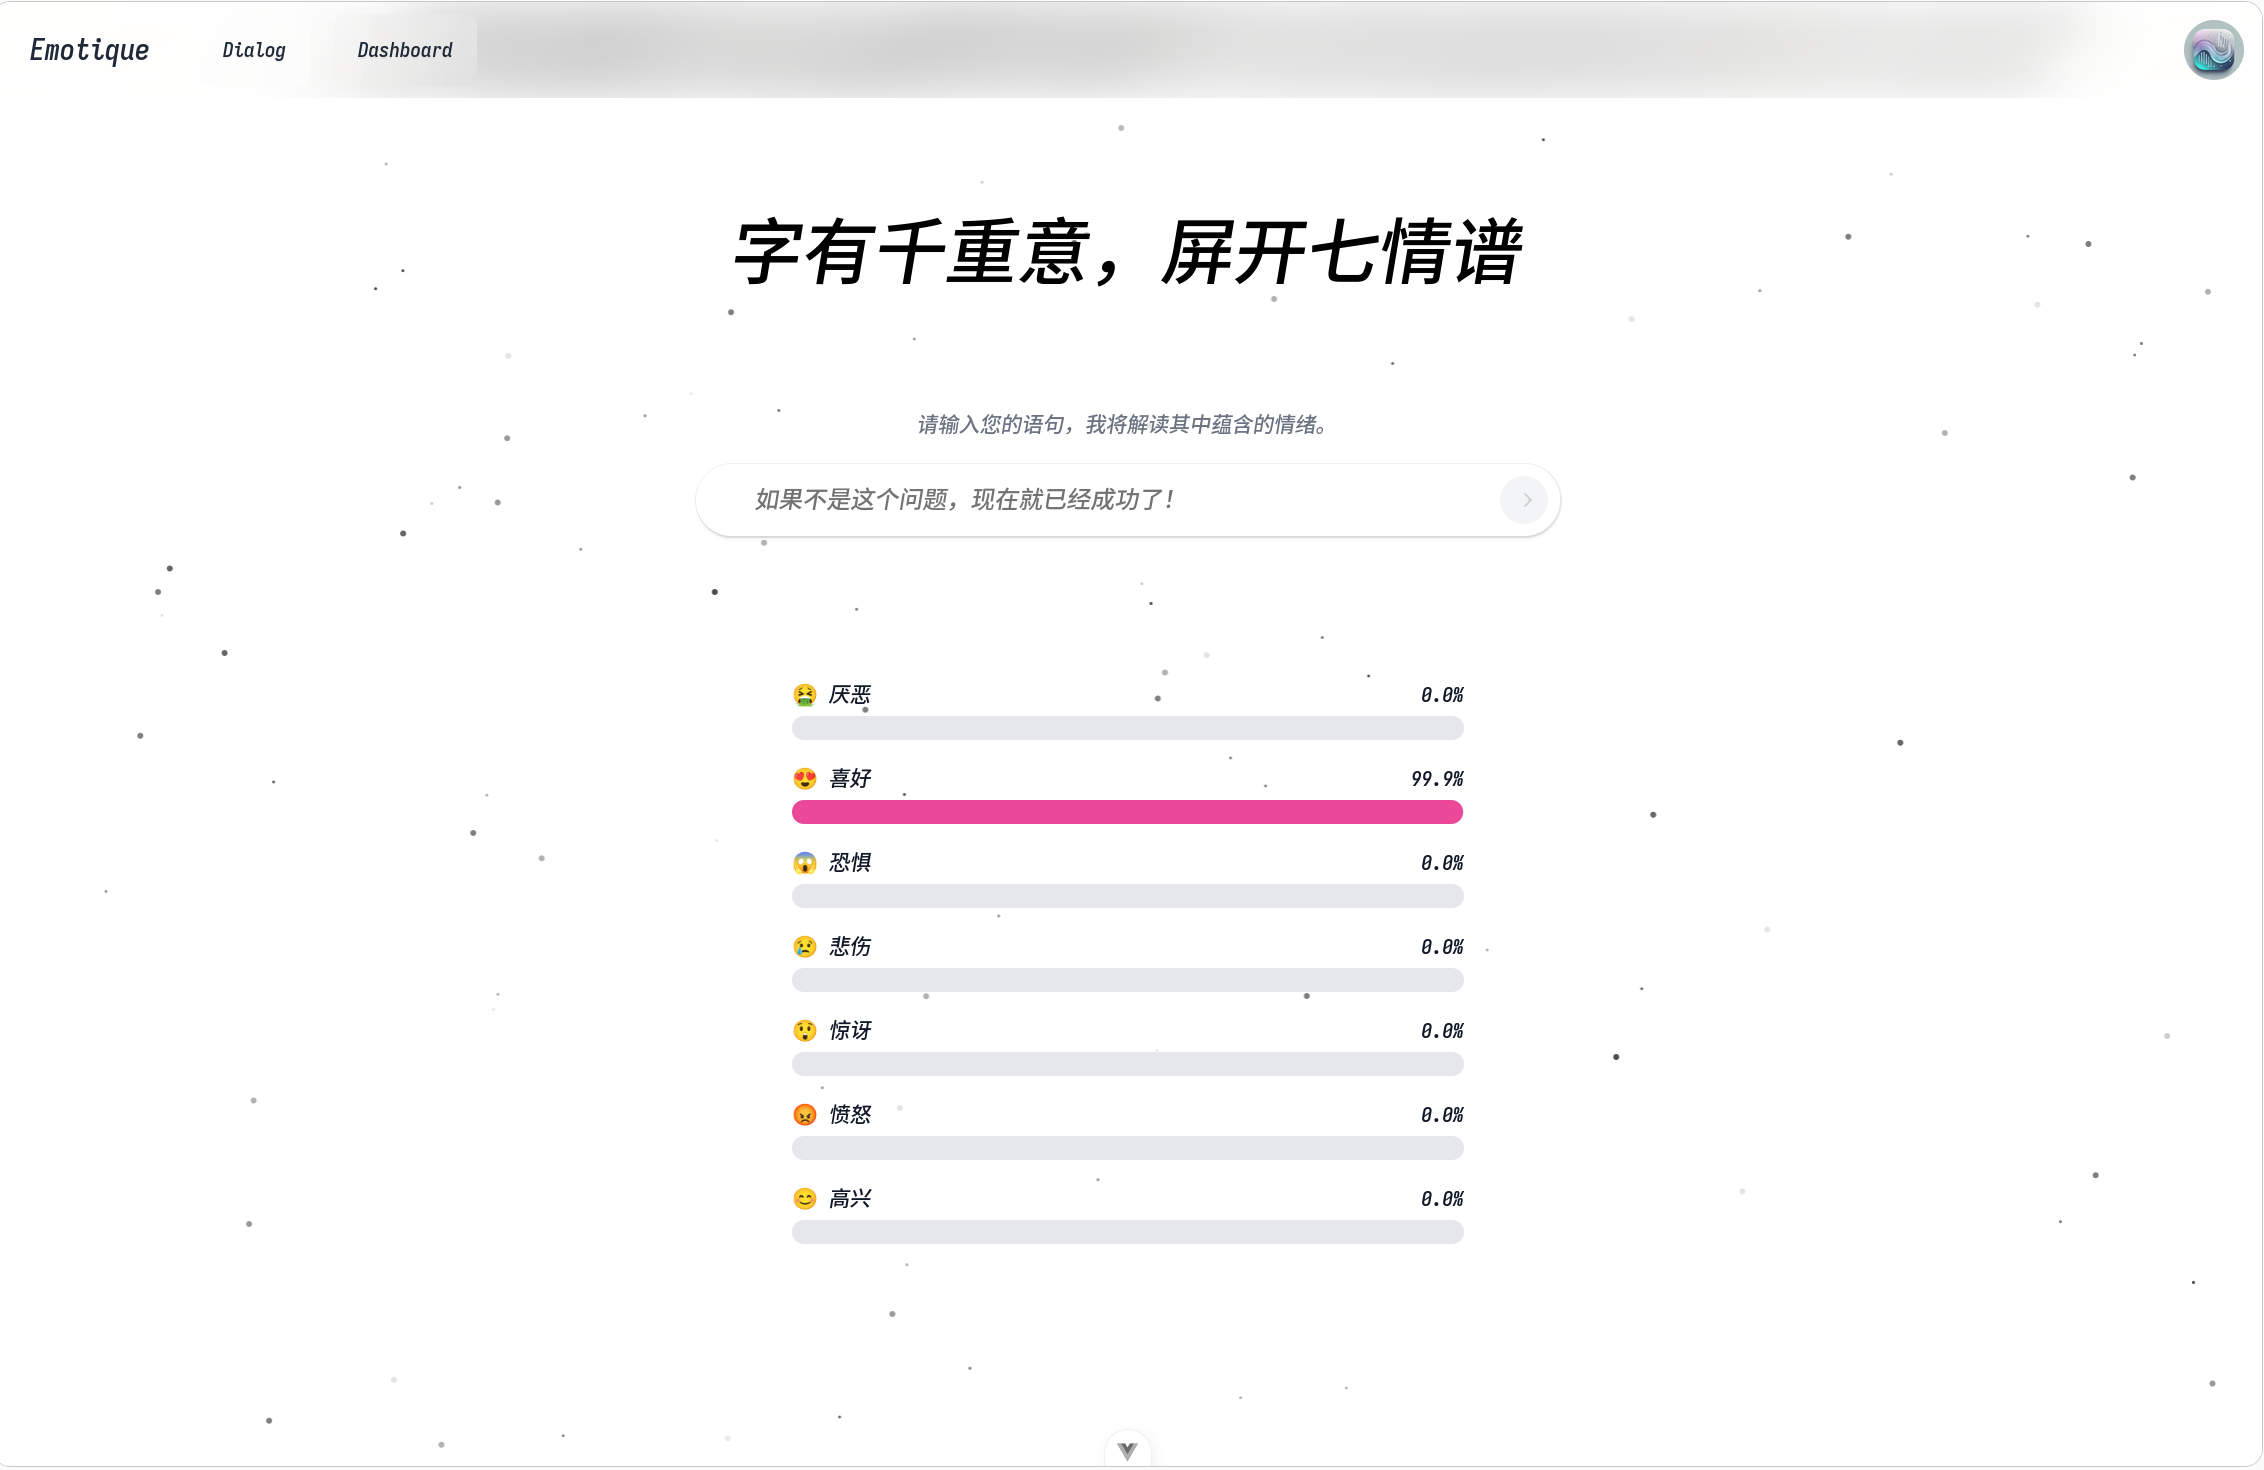 Emotique Dialog Dashboard
字有千重意，屏开七情谱
请输入您的语句，我将解读其中蕴含的情绪。
如果不是这个问题，现在就已经成功了！
🤮 厌恶 0.0%
😍 喜好 99.9%
😱 恐惧 0.0%
😢 悲伤 0.0%
😲 惊讶 0.0%
😡 愤怒 0.0%
😊 高兴 0.0%